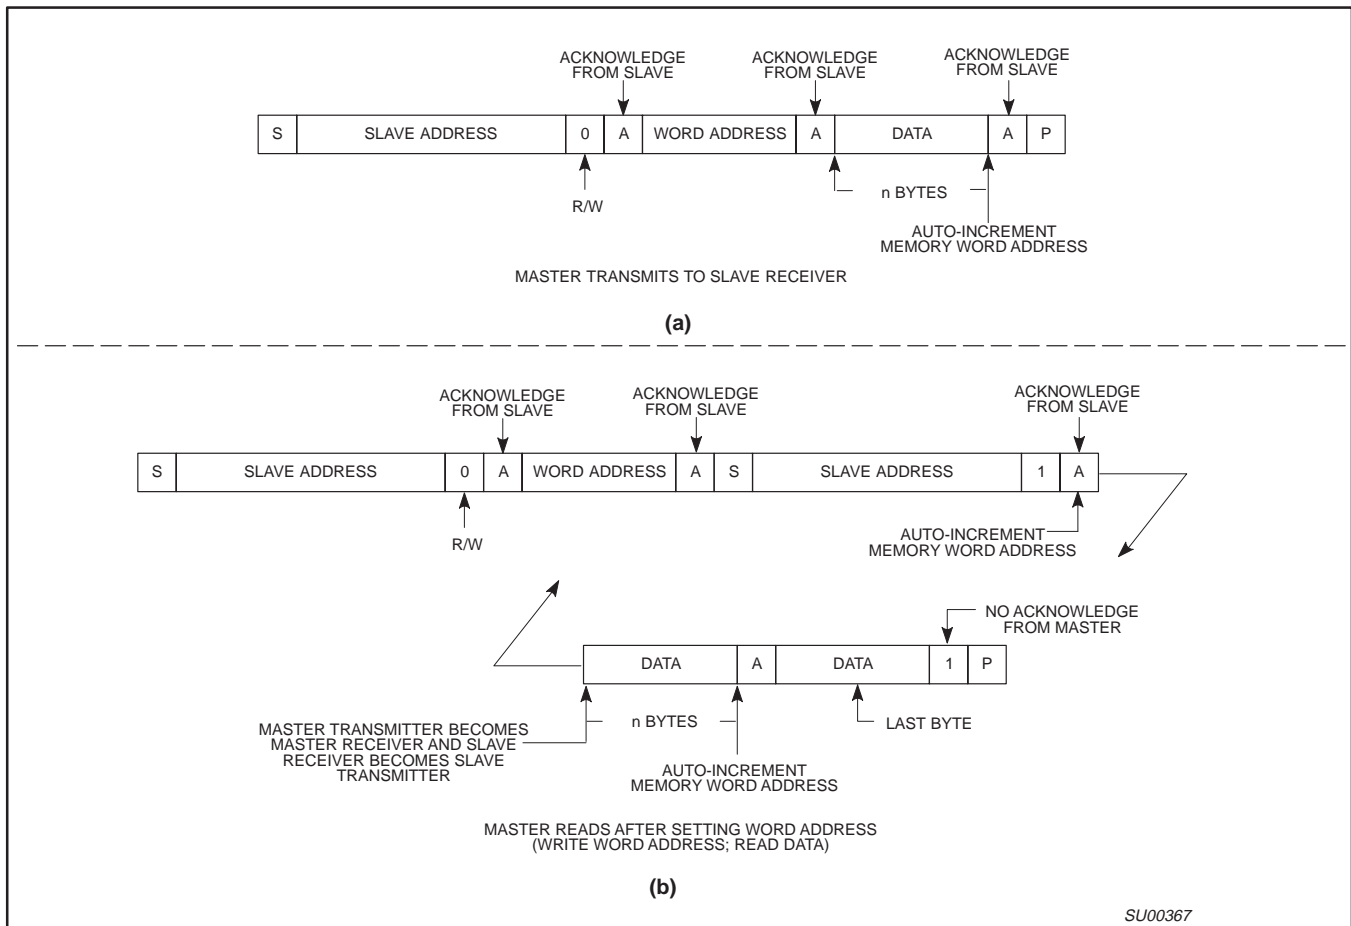 ACKNOWLEDGE
FROM SLAVE
ACKNOWLEDGE
FROM SLAVE
ACKNOWLEDGE
FROM SLAVE
S
SLAVE ADDRESS
0
A
WORD ADDRESS
A
DATA
A
P
R/W
n BYTES
AUTO-INCREMENT
MEMORY WORD ADDRESS
MASTER TRANSMITS TO SLAVE RECEIVER
(a)
ACKNOWLEDGE
FROM SLAVE
ACKNOWLEDGE
FROM SLAVE
ACKNOWLEDGE
FROM SLAVE
S
SLAVE ADDRESS
0
A
WORD ADDRESS
A
S
SLAVE ADDRESS
1
A
R/W
AUTO-INCREMENT
MEMORY WORD ADDRESS
NO ACKNOWLEDGE
FROM MASTER
DATA
A
DATA
1
P
n BYTES
LAST BYTE
MASTER TRANSMITTER BECOMES
MASTER RECEIVER AND SLAVE
RECEIVER BECOMES SLAVE
TRANSMITTER
AUTO-INCREMENT
MEMORY WORD ADDRESS
MASTER READS AFTER SETTING WORD ADDRESS
(WRITE WORD ADDRESS; READ DATA)
(b)
SU00367